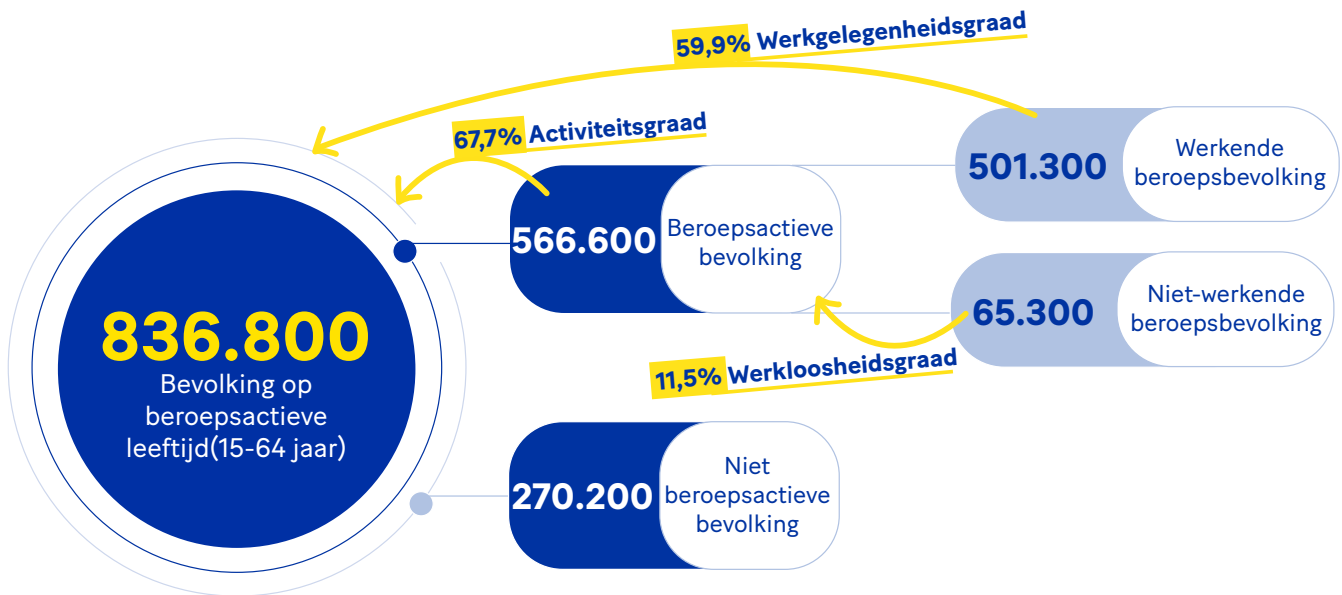 59,9% Werkgelegenheidsgraad
67,7% Activiteitsgraad
501.300
Werkende
beroepsbevolking
566.600
Beroepsactieve
bevolking
836.800
Bevolking op
beroepsactieve
leeftijd(15-64 jaar)
65.300
Niet-werkende
beroepsbevolking
11,5% Werkloosheidsgraad
270.200
Niet
beroepsactieve
bevolking